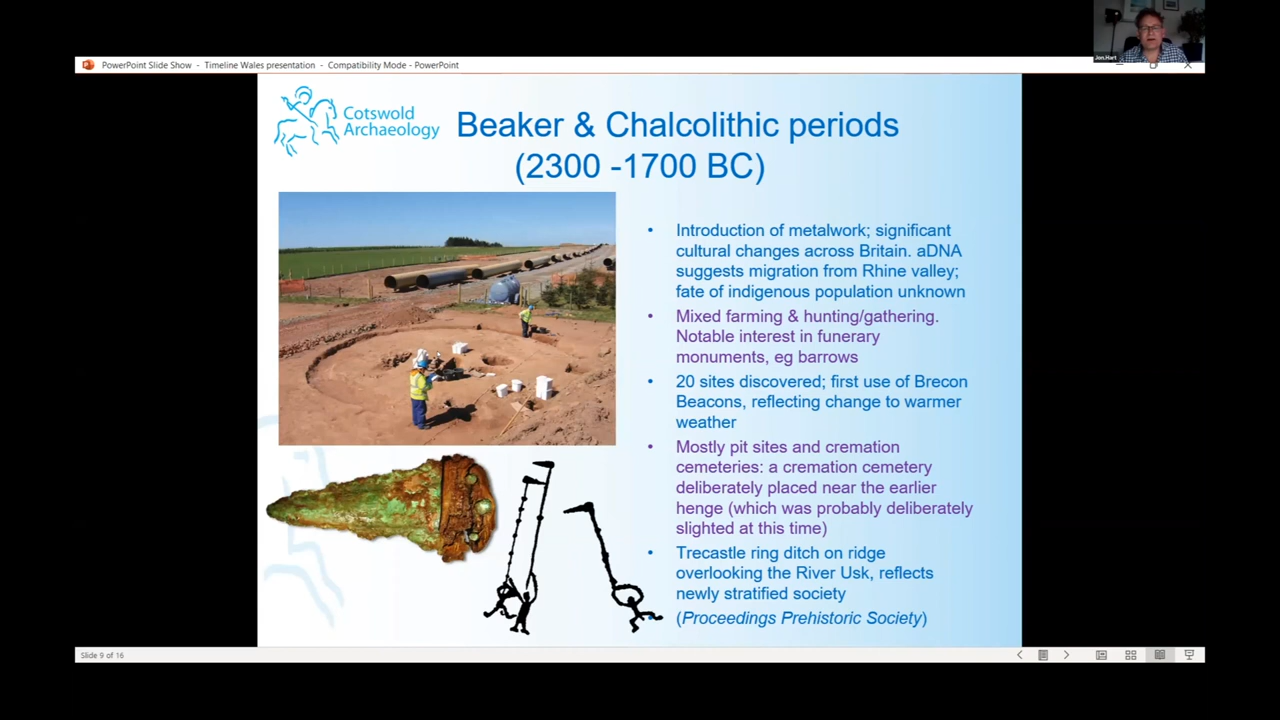 Jon.Hart
PowerPoint Slide Show - Timeline Wales presentation - Compatibility Mode - PowerPoint
Cotswold
Archaeology
Beaker & Chalcolithic periods
(2300 -1700 BC)
• Introduction of metalwork; significant
cultural changes across Britain. aDNA
suggests migration from Rhine valley;
fate of indigenous population unknown
• Mixed farming & hunting/gathering.
Notable interest in funerary
monuments, eg barrows
• 20 sites discovered; first use of Brecon
Beacons, reflecting change to warmer
weather
• Mostly pit sites and cremation
cemeteries: a cremation cemetery
deliberately placed near the earlier
henge (which was probably deliberately
slighted at this time)
• Trecastle ring ditch on ridge
overlooking the River Usk, reflects
newly stratified society
• (Proceedings Prehistoric Society)
Slide 9 of 16